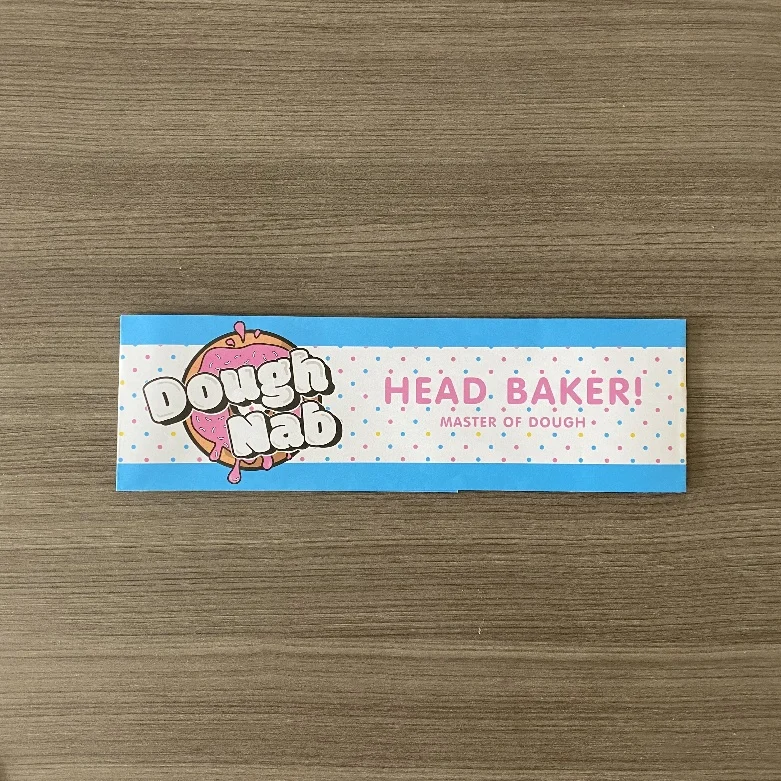 Dough
Nab
HEAD BAKER!
MASTER OF DOUGH